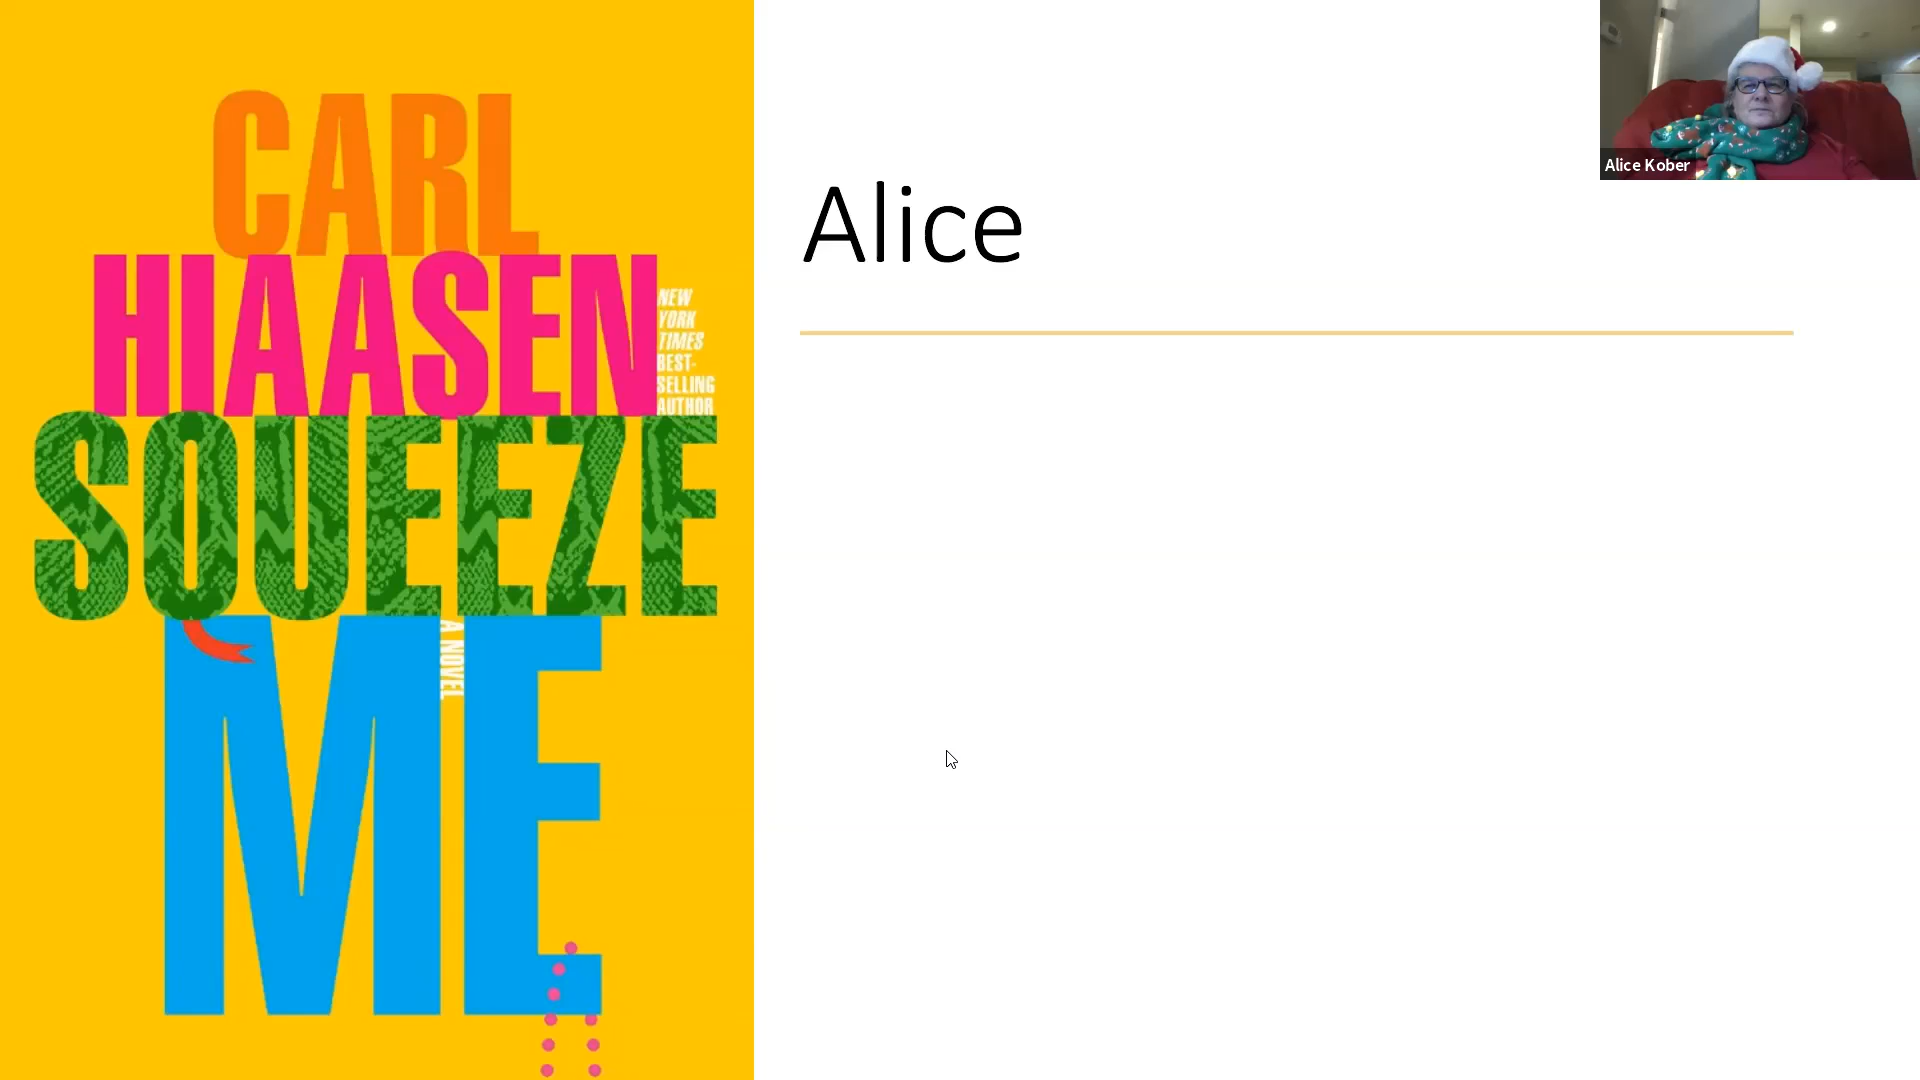 CARL
HIAASEN
NEW
YORK
TIMES
BEST-
SELLING
AUTHOR
SQUEEZE
ME
A NOVEL
Alice
Alice Kober